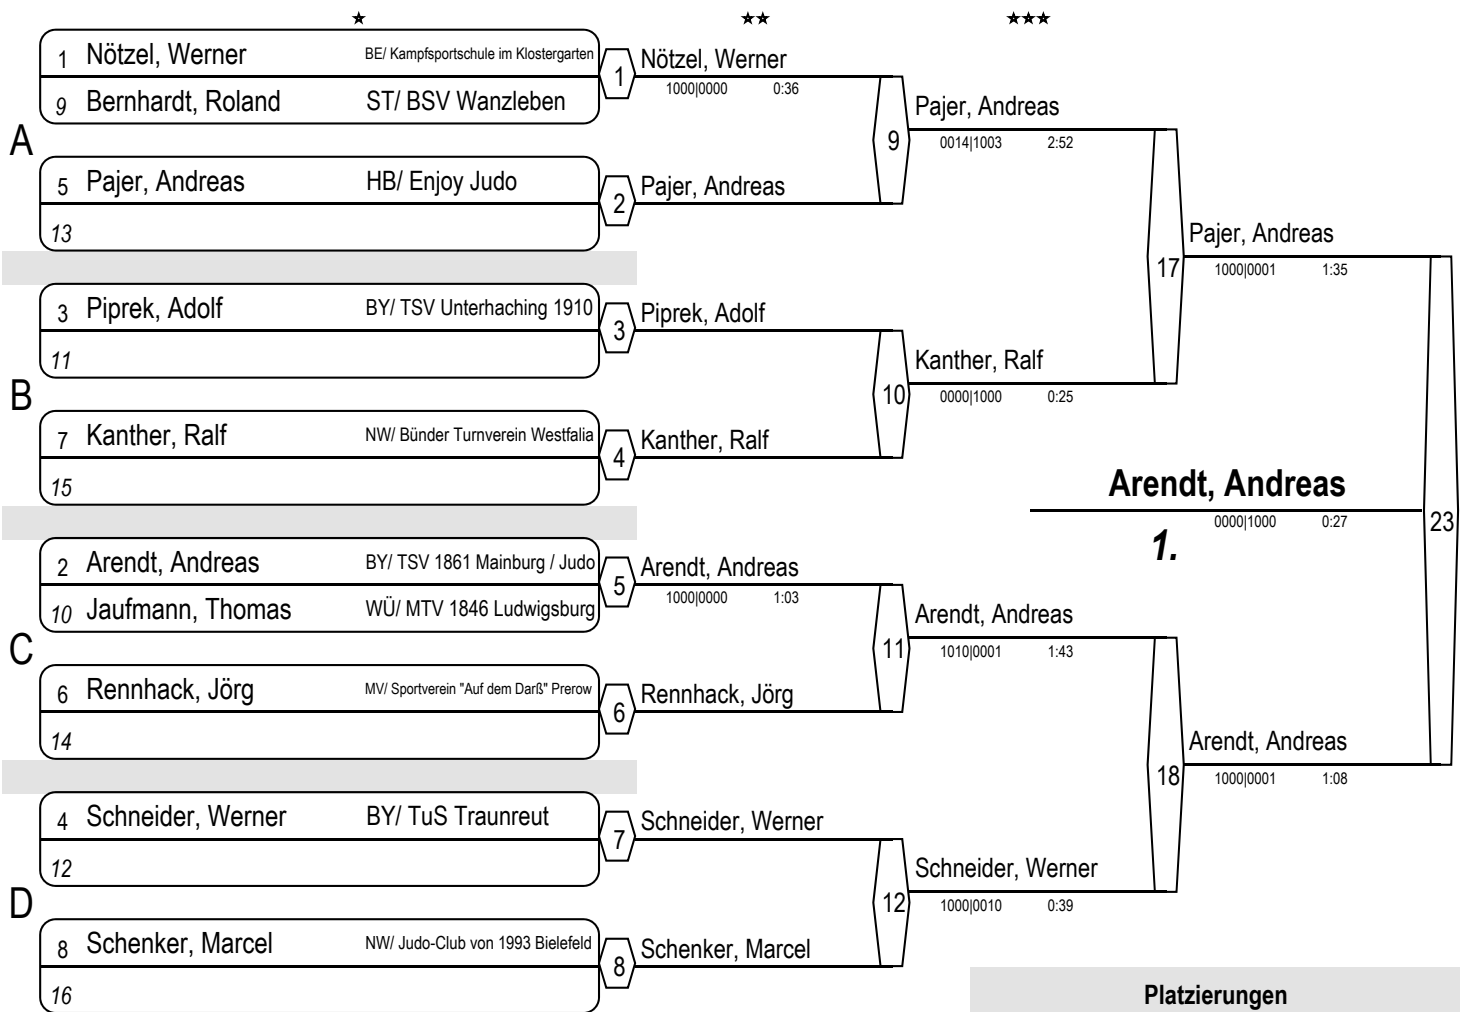 ★ ★★ ★★★
1 Nötzel, Werner BE/ Kampfsportschule im Klostergarten
9 Bernhardt, Roland ST/ BSV Wanzleben
1 Nötzel, Werner
1000|0000 0:36
A
5 Pajer, Andreas HB/ Enjoy Judo
13
2 Pajer, Andreas
9 Pajer, Andreas
0014|1003 2:52
3 Piprek, Adolf BY/ TSV Unterhaching 1910
11
3 Piprek, Adolf
B
7 Kanther, Ralf NW/ Bünder Turnverein Westfalia
15
4 Kanther, Ralf
10 Kanther, Ralf
0000|1000 0:25
17 Pajer, Andreas
1000|0001 1:35
2 Arendt, Andreas BY/ TSV 1861 Mainburg / Judo
10 Jaufmann, Thomas WÜ/ MTV 1846 Ludwigsburg
5 Arendt, Andreas
1000|0000 1:03
C
6 Rennhack, Jörg MV/ Sportverein "Auf dem Darß" Prerow
14
6 Rennhack, Jörg
11 Arendt, Andreas
1010|0001 1:43
4 Schneider, Werner BY/ TuS Traunreut
12
7 Schneider, Werner
D
8 Schenker, Marcel NW/ Judo-Club von 1993 Bielefeld
16
8 Schenker, Marcel
12 Schneider, Werner
1000|0010 0:39
18 Arendt, Andreas
1000|0001 1:08
23
Arendt, Andreas
0000|1000 0:27
1.
Platzierungen